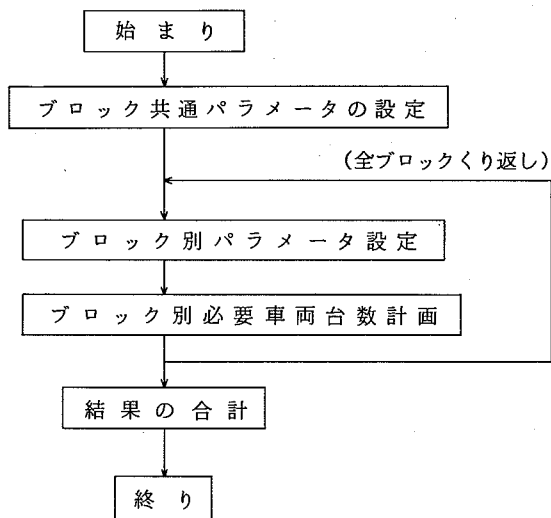 始まり
ブロック共通パラメータの設定
(全ブロックくり返し)
ブロック別パラメータ設定
ブロック別必要車両台数計画
結果の合計
終り